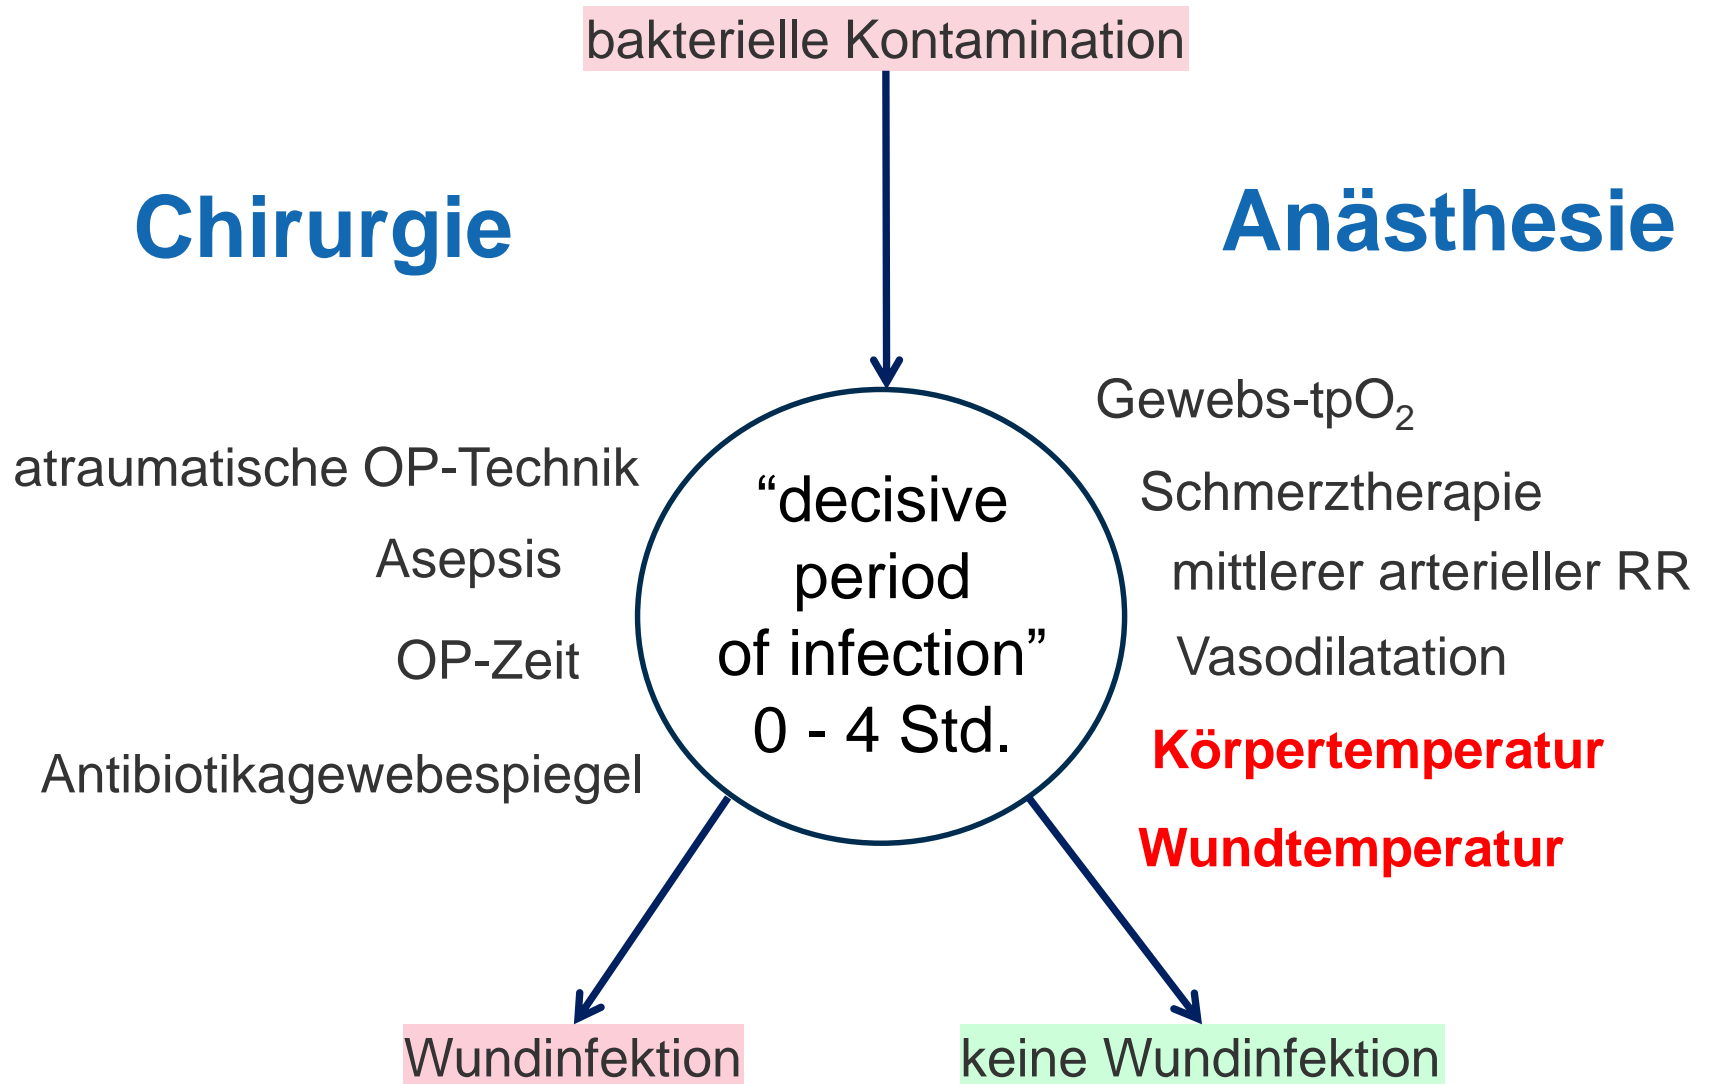 bakterielle Kontamination
Chirurgie
Anästhesie
atraumatische OP-Technik
Asepsis
OP-Zeit
Antibiotikagewebespiegel
“decisive
period
of infection”
0 - 4 Std.
Gewebs-tpO₂
Schmerztherapie
mittlerer arterieller RR
Vasodilatation
Körpertemperatur
Wundtemperatur
Wundinfektion
keine Wundinfektion